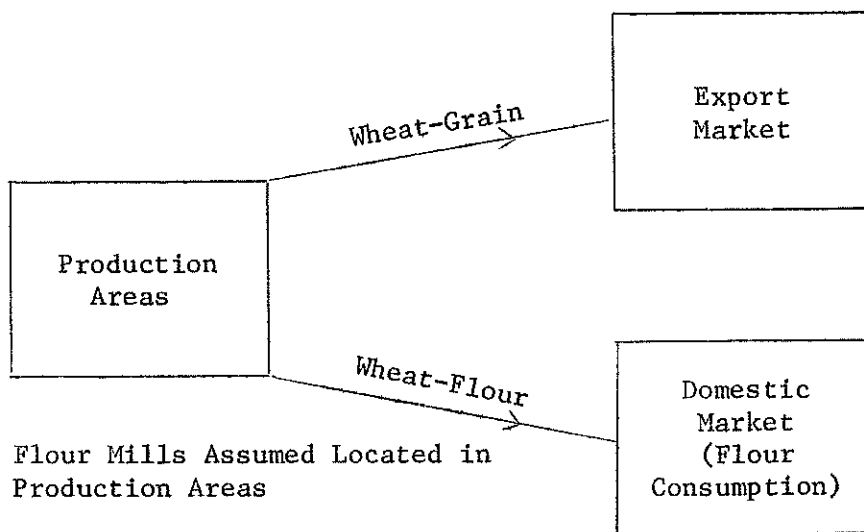 Export
Market
Wheat-Grain
Production
Areas
Wheat-Flour
Domestic
Market
(Flour
Consumption)
Flour Mills Assumed Located in
Production Areas